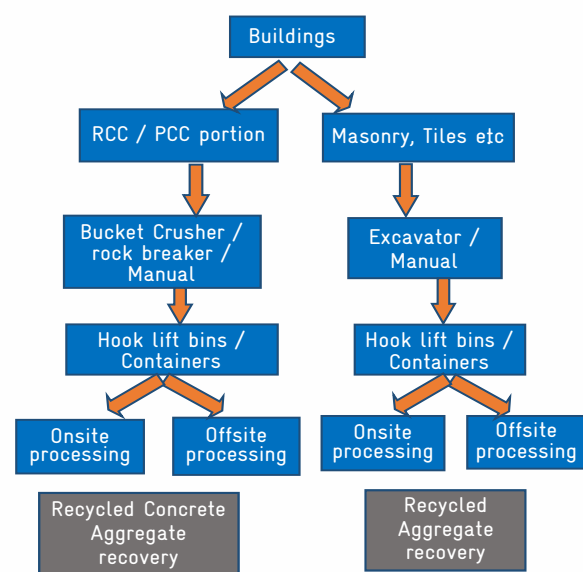 Buildings
RCC / PCC portion
Masonry, Tiles etc
Bucket Crusher /
rock breaker /
Manual
Excavator /
Manual
Hook lift bins /
Containers
Hook lift bins /
Containers
Onsite
processing
Offsite
processing
Onsite
processing
Offsite
processing
Recycled Concrete
Aggregate
recovery
Recycled
Aggregate
recovery